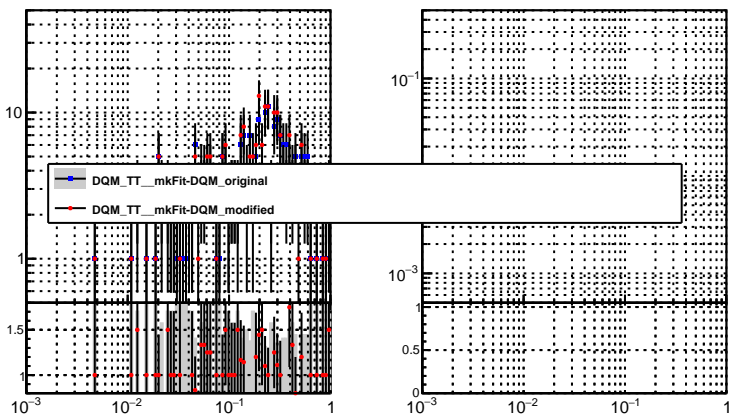 10
10⁻¹
DQM_TT__mkFit-DQM_original
DQM_TT__mkFit-DQM_modified
1
10⁻³
1.5
1
1
0.5
0
10⁻³ 10⁻² 10⁻¹ 1
10⁻³ 10⁻² 10⁻¹ 1